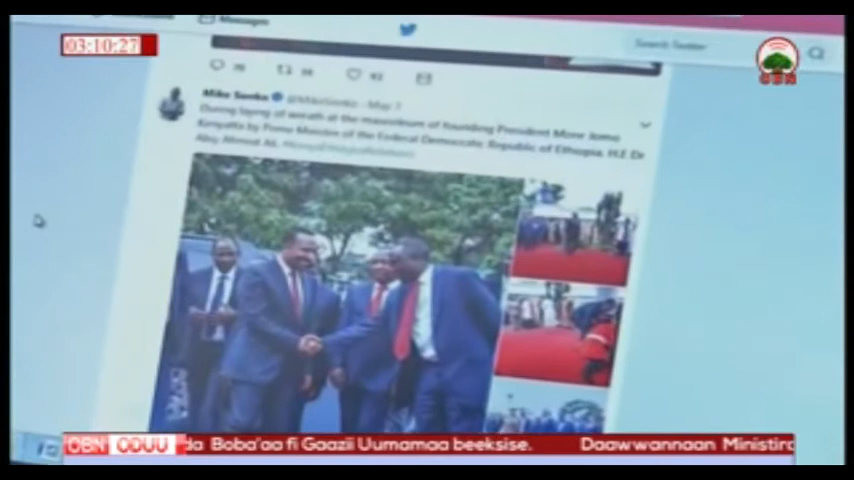 Messages
03:10:27
Search Twitter
OBN
Mike Sonko @MikeSonko - May 7
During laying of wreath at the mausoleum of founding President Mzee Jomo
Kenyatta by Prime Minister of the Federal Democratic Republic of Ethiopia, H.E Dr
Abiy Ahmed Ali.
OBN ODUU da Boba'aa fi Gaazii Uumamaa beeksise. Daawwannaan Ministira